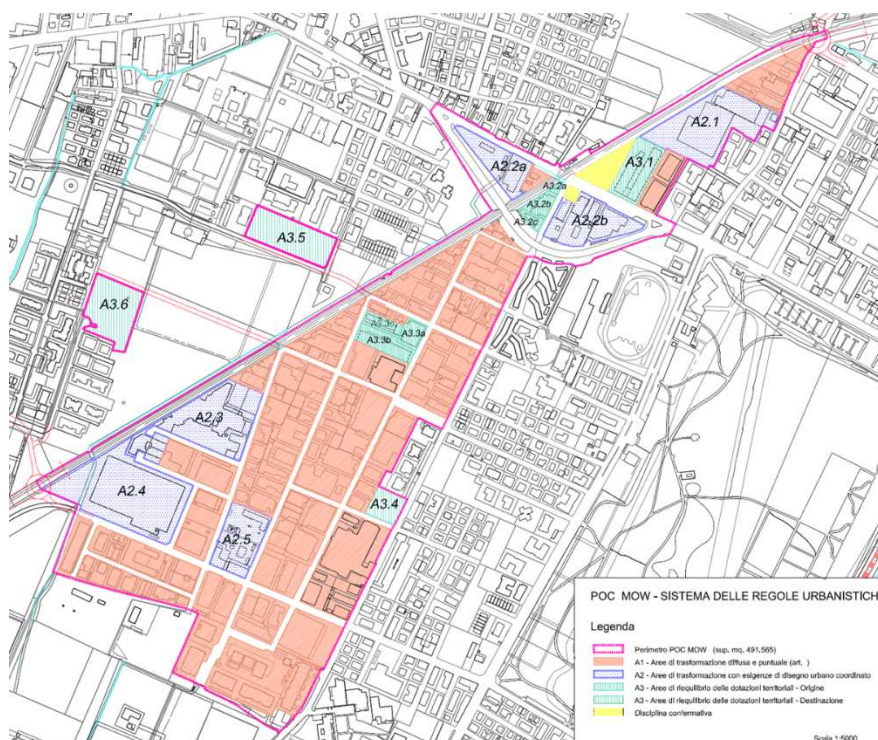 A2.1
A2.2a
A3.1
A3.2a
A3.2b
A3.2c
A2.2b
A3.5
A3.6
A3.3a
A3.3b
A2.3
A2.4
A3.4
A2.5
POC MOW - SISTEMA DELLE REGOLE URBANISTICH
Legenda
Perimetro POC MOW (sup. mq. 491.565)
A1 - Aree di trasformazione diffusa e puntuale (art. )
A2 - Aree di trasformazione con esigenze di disegno urbano coordinato
A3 - Aree di riequilibrio delle dotazioni territoriali - Origine
A3 - Aree di riequilibrio delle dotazioni territoriali - Destinazione
Disciplina confermativa
Scala 1:5000